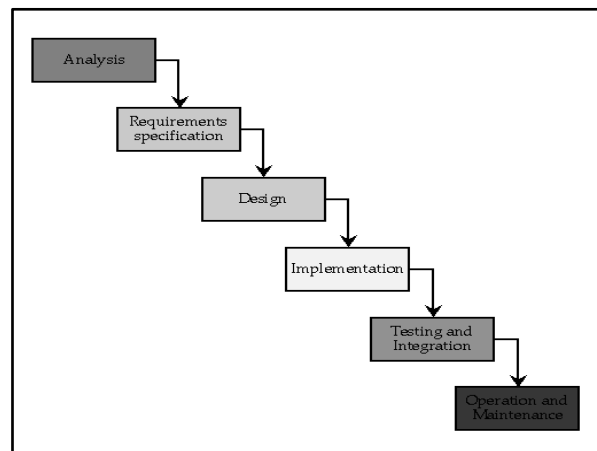 Analysis
Requirements
specification
Design
Implementation
Testing and
Integration
Operation and
Maintenance